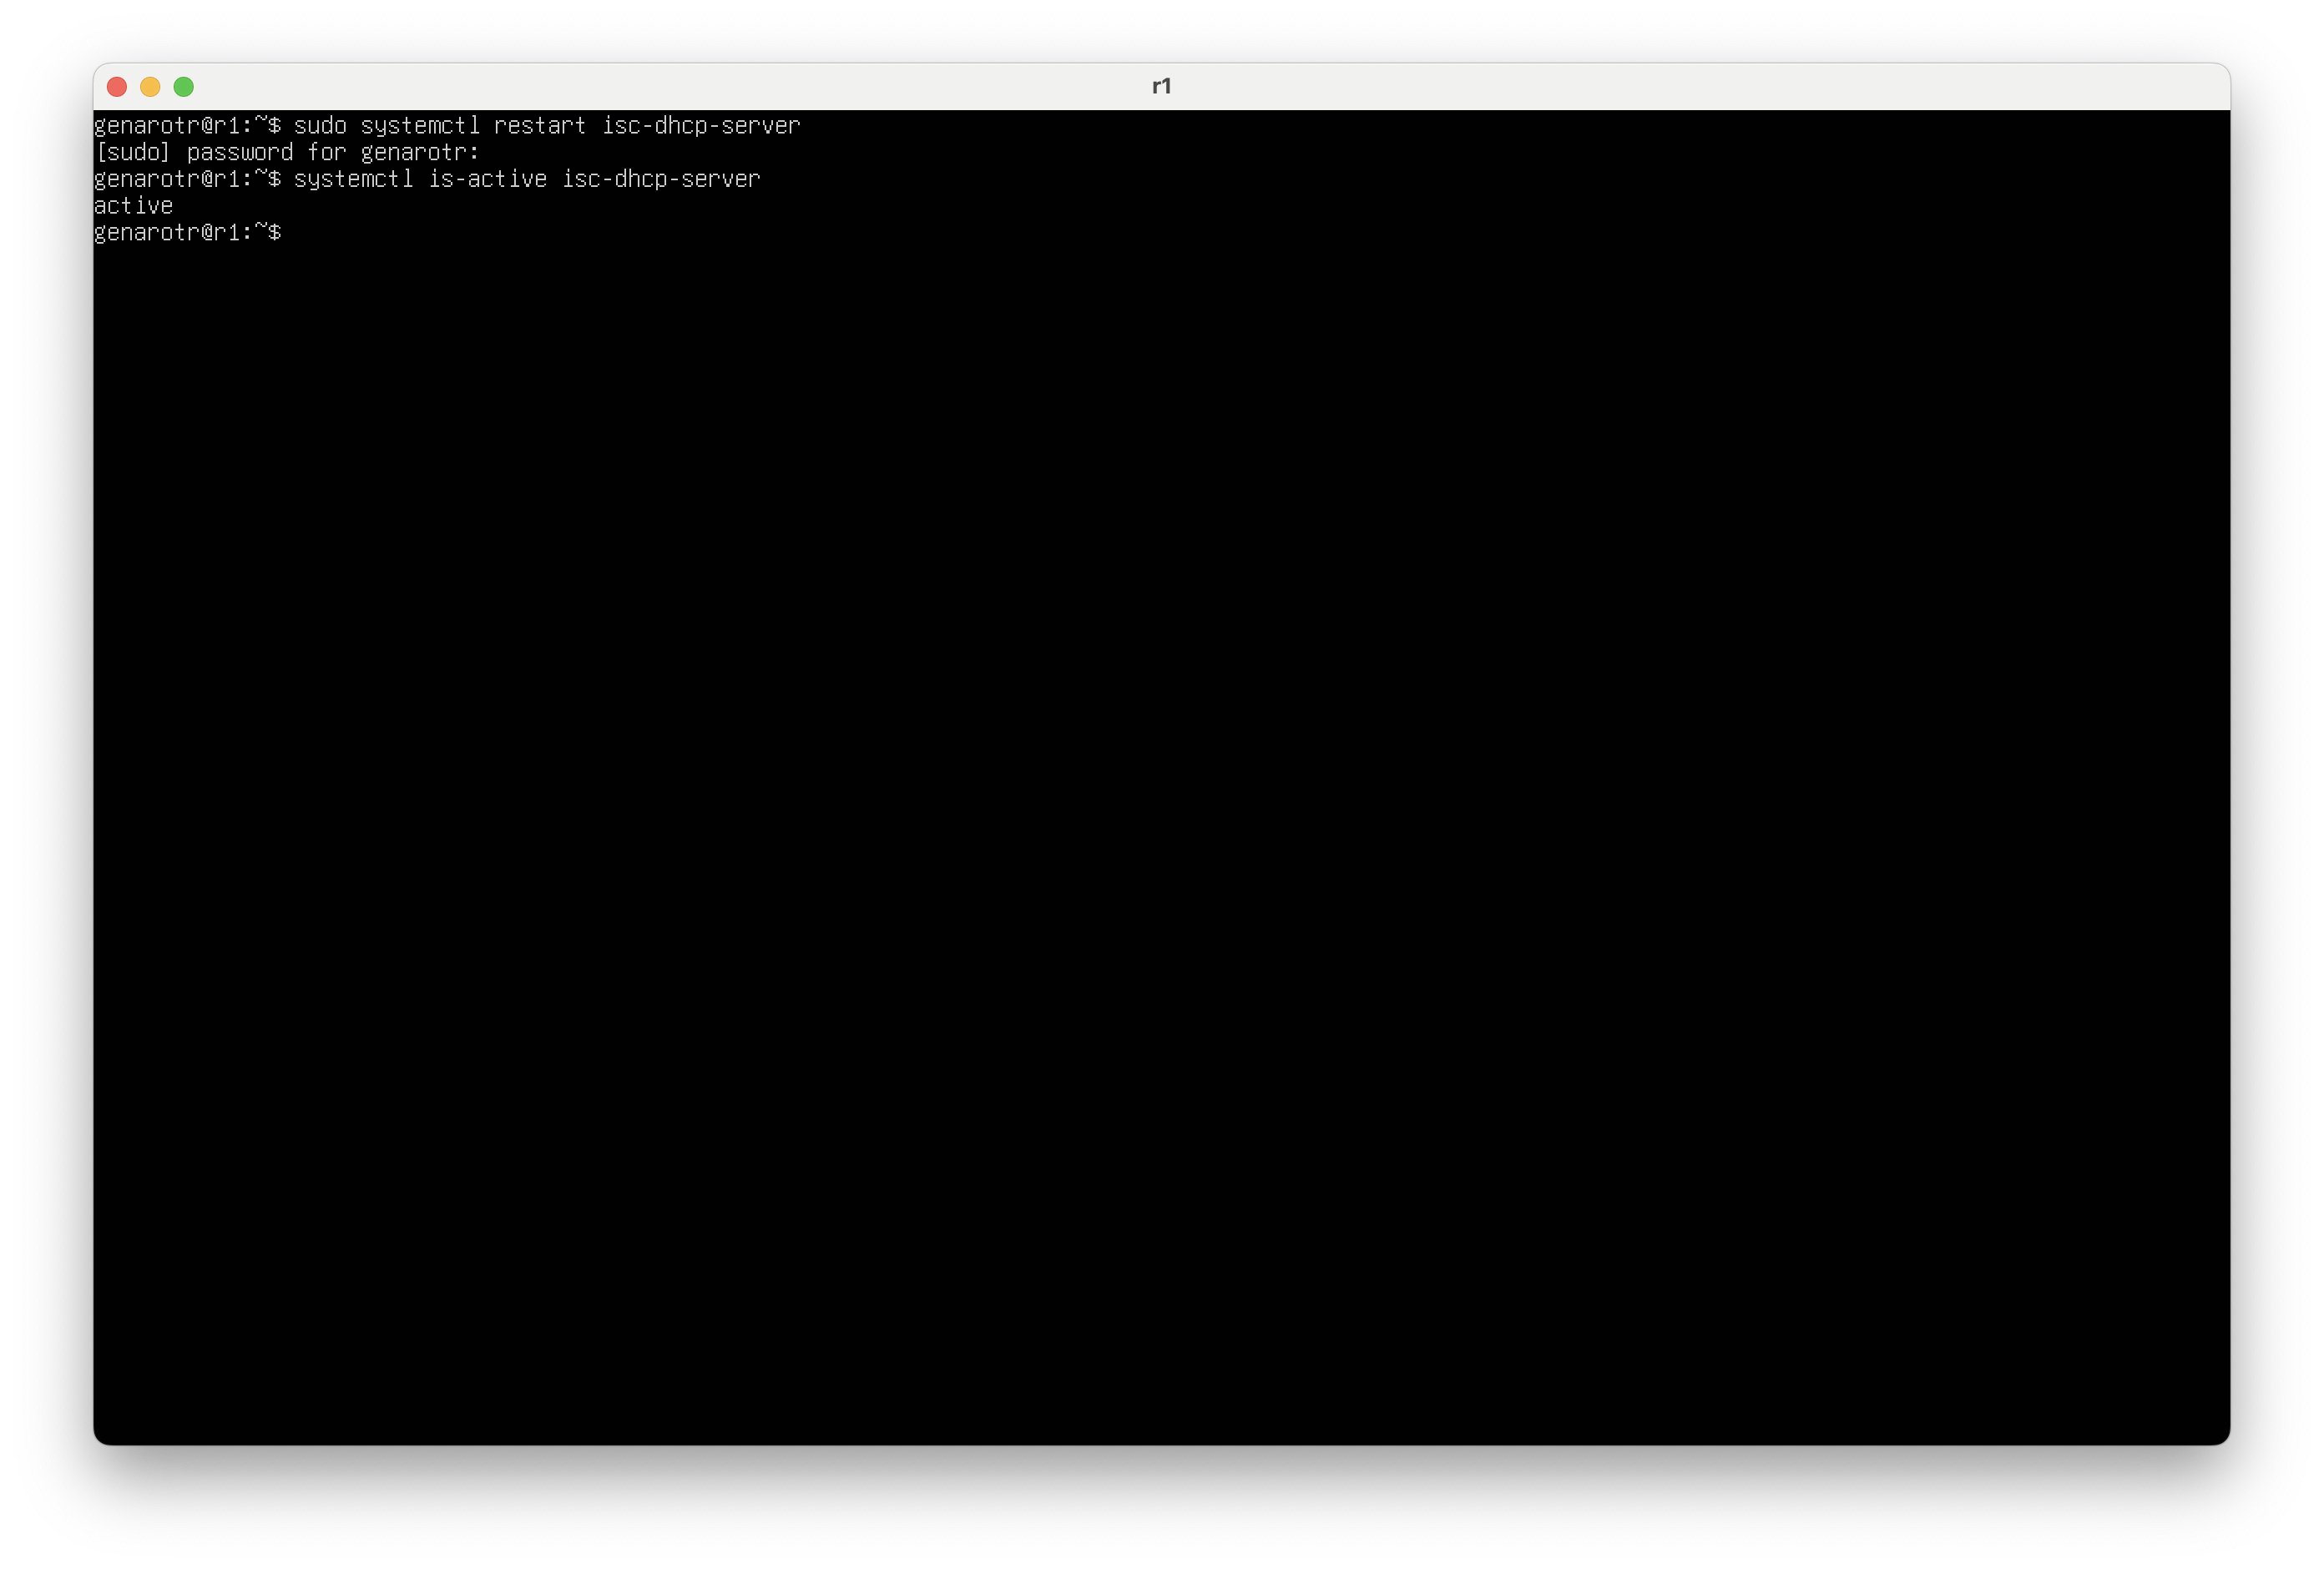 r1
genarotr@r1:~$ sudo systemctl restart isc-dhcp-server
[sudo] password for genarotr:
genarotr@r1:~$ systemctl is-active isc-dhcp-server
active
genarotr@r1:~$